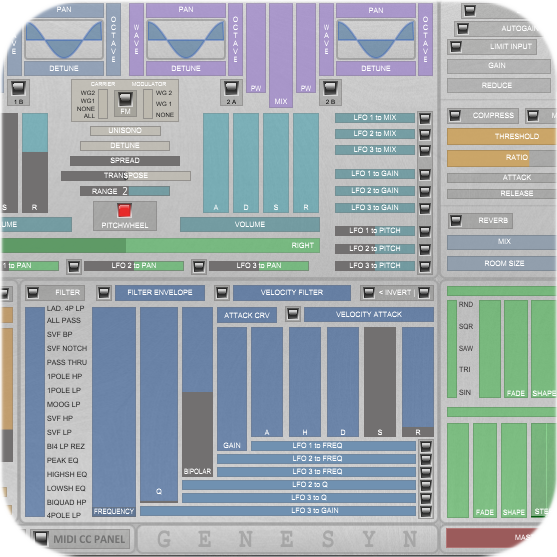 PAN
OCTAVE
DETUNE
WAVE
PAN
OCTAVE
DETUNE
PW
MIX
WAVE
PAN
OCTAVE
DETUNE
PW
1 B
CARRIER
MODULATOR
WG2
WG1
NONE
ALL
FM
WG 2
WG 1
NONE
2 A
2 B
UNISONO
DETUNE
SPREAD
TRANSPOSE
RANGE 2
PITCHWHEEL
S R
A D S R
VOLUME
RIGHT
LFO 1 to MIX
LFO 2 to MIX
LFO 3 to MIX
LFO 1 to GAIN
LFO 2 to GAIN
LFO 3 to GAIN
LFO 1 to PITCH
LFO 2 to PITCH
LFO 3 to PITCH
1 to PAN
LFO 2 to PAN
LFO 3 to PAN
AUTOGAIN
LIMIT INPUT
GAIN
REDUCE
COMPRESS
THRESHOLD
RATIO
ATTACK
RELEASE
REVERB
MIX
ROOM SIZE
FILTER
FILTER ENVELOPE
VELOCITY FILTER
< INVERT |
LAD. 4P LP
ALL PASS
SVF BP
SVF NOTCH
PASS THRU
1POLE HP
1POLE LP
MOOG LP
SVF HP
SVF LP
BI4 LP REZ
PEAK EQ
HIGHSH EQ
LOWSH EQ
BIQUAD HP
4POLE LP
FREQUENCY
Q
BIPOLAR
ATTACK CRV
VELOCITY ATTACK
GAIN
A H D S R
LFO 1 to FREQ
LFO 2 to FREQ
LFO 3 to FREQ
LFO 2 to Q
LFO 3 to Q
LFO 3 to GAIN
RND
SQR
SAW
TRI
SIN
FADE
SHAPE
FADE
SHAPE
MIDI CC PANEL
GENESYN